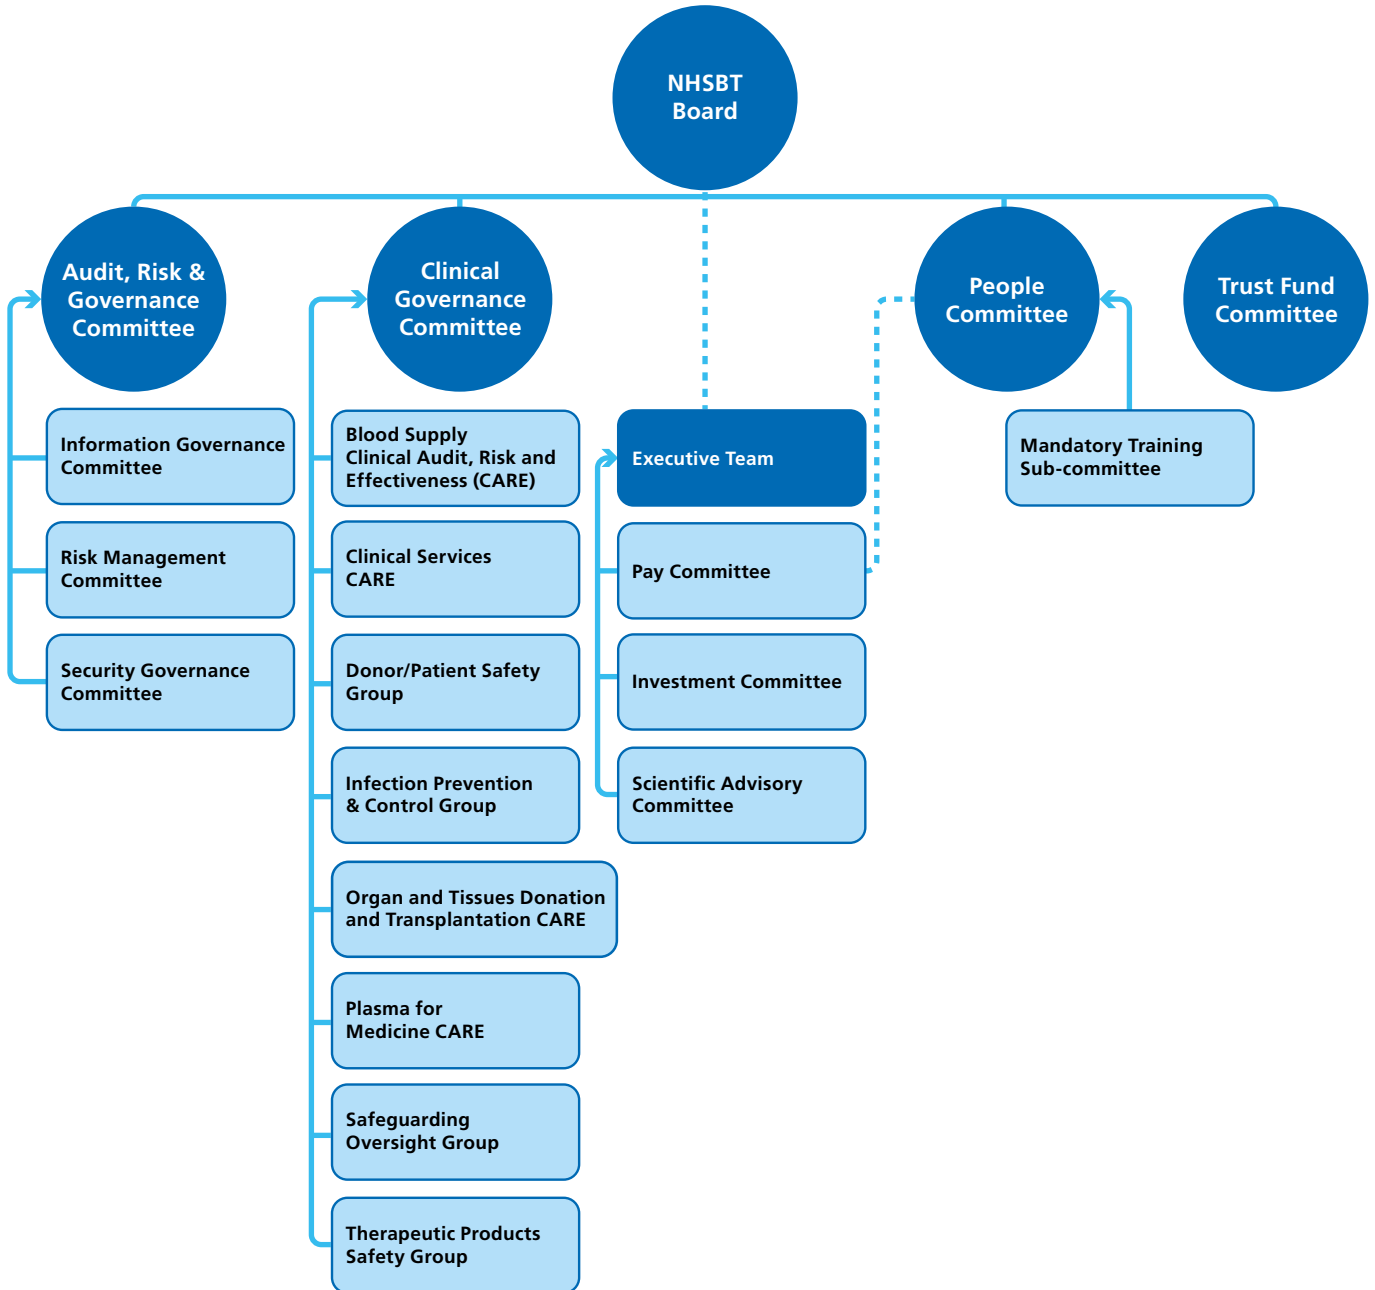 NHSBT
Board
Audit, Risk &
Governance
Committee
Clinical
Governance
Committee
People
Committee
Trust Fund
Committee
Information Governance
Committee
Risk Management
Committee
Security Governance
Committee
Blood Supply
Clinical Audit, Risk and
Effectiveness (CARE)
Clinical Services
CARE
Donor/Patient Safety
Group
Infection Prevention
& Control Group
Organ and Tissues Donation
and Transplantation CARE
Plasma for
Medicine CARE
Safeguarding
Oversight Group
Therapeutic Products
Safety Group
Executive Team
Pay Committee
Investment Committee
Scientific Advisory
Committee
Mandatory Training
Sub-committee